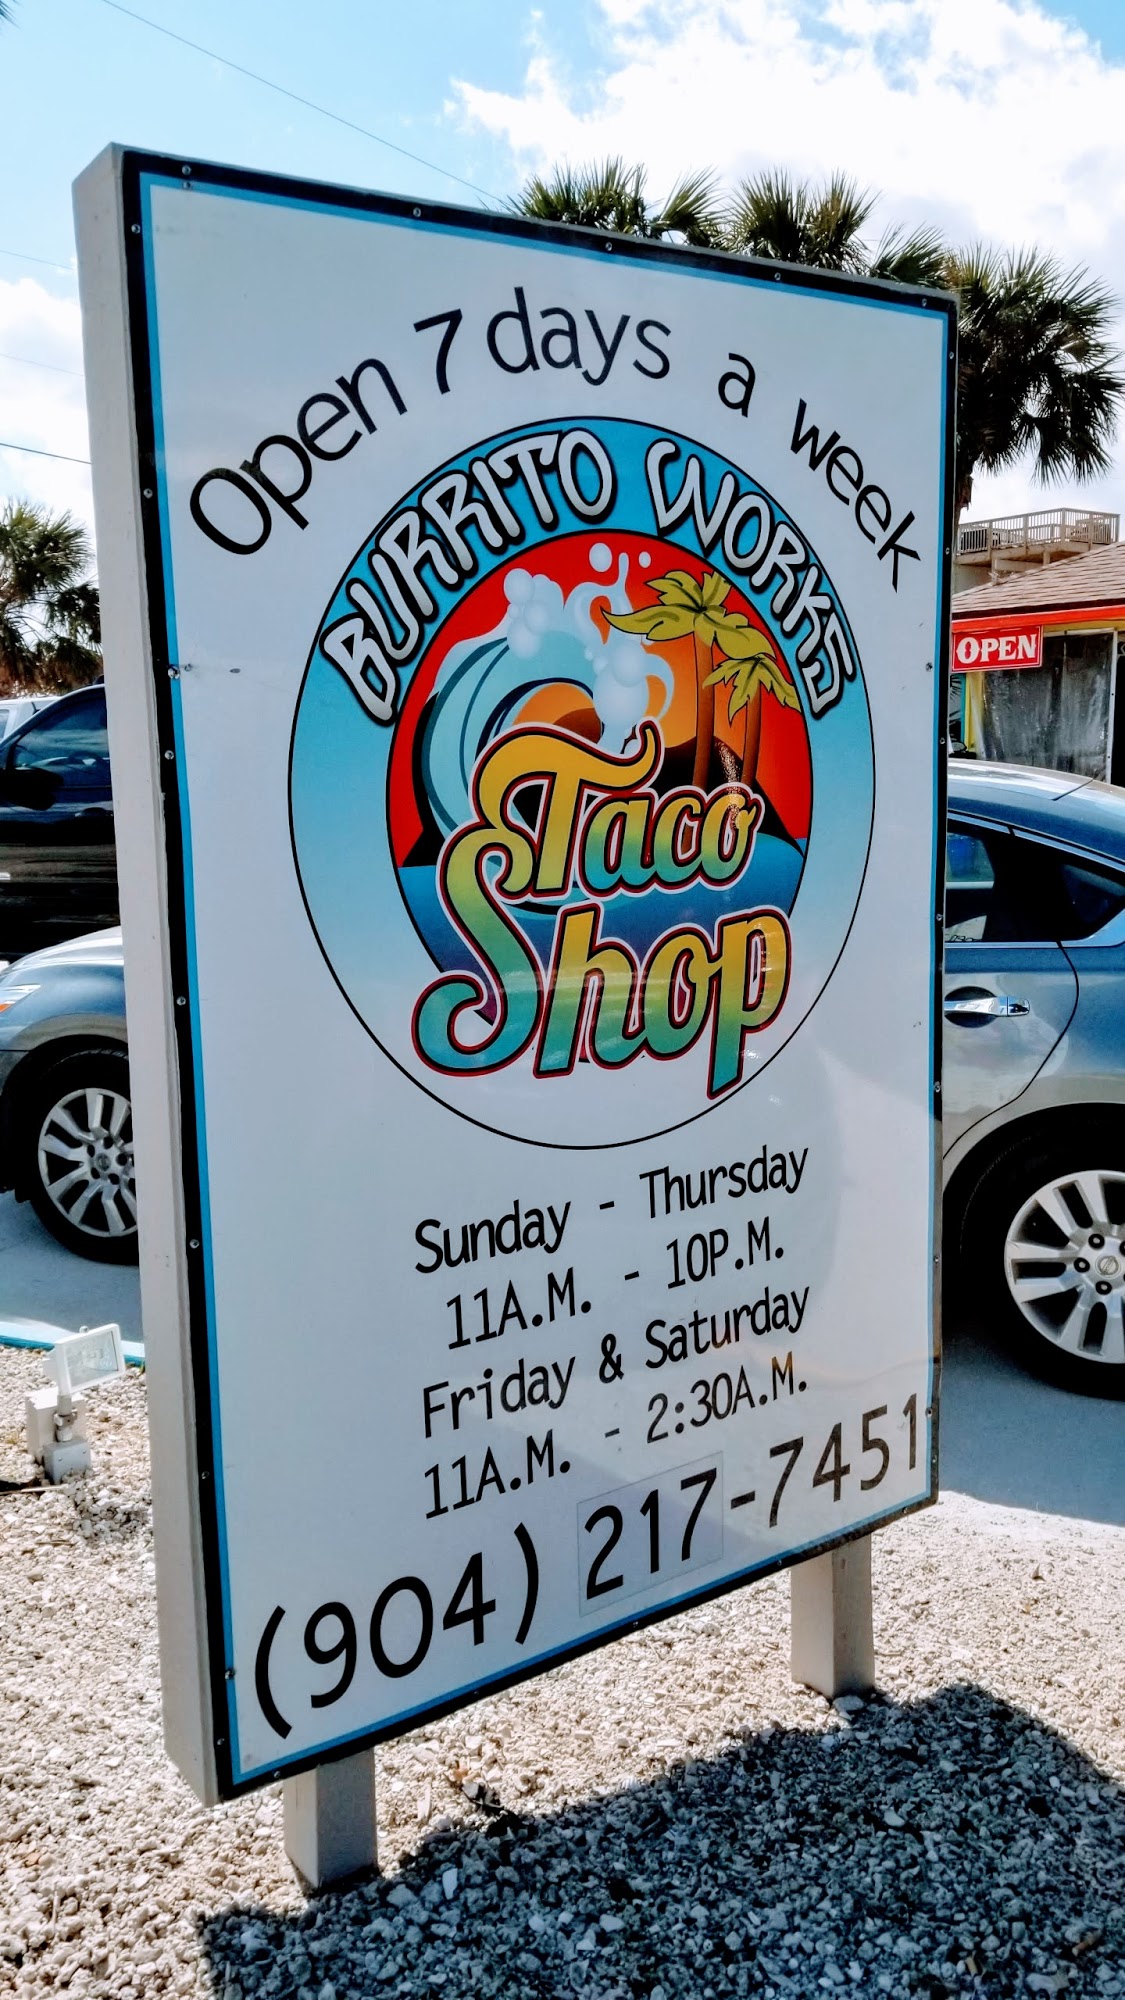 Open 7 days a week
BURRITO WORKS
Taco
Shop
OPEN
Sunday - Thursday
11A.M. - 10P.M.
Friday & Saturday
11A.M. - 2:30A.M.
(904) 217-7451